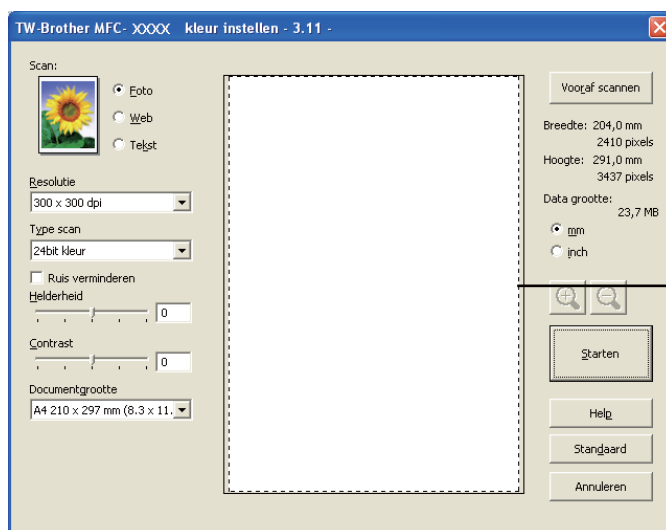 TW-Brother MFC- XXXX kleur instellen - 3.11 -
Scan:
Foto
Web
Tekst
Resolutie
300 x 300 dpi
Type scan
24bit kleur
Ruis verminderen
Helderheid
0
Contrast
0
Documentgrootte
A4 210 x 297 mm (8.3 x 11.
Vooraf scannen
Breedte: 204,0 mm
2410 pixels
Hoogte: 291,0 mm
3437 pixels
Data grootte:
23,7 MB
mm
inch
Starten
Help
Standaard
Annuleren